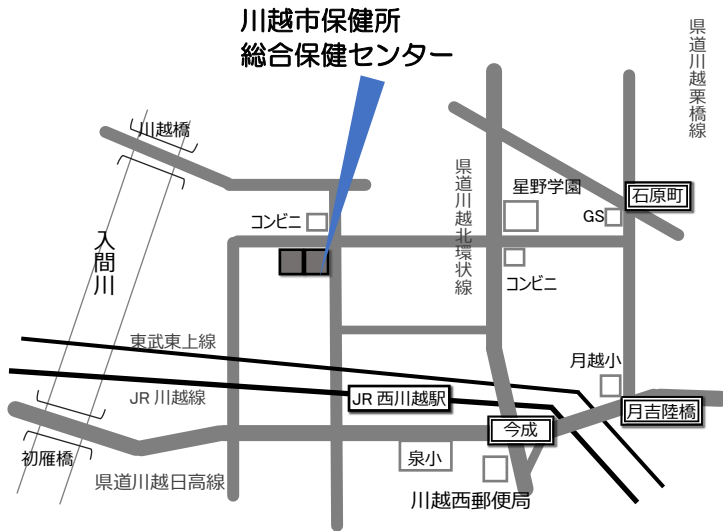 川越市保健所
総合保健センター
県道川越栗橋線
川越橋
県道川越北環状線
星野学園
石原町
GS
コンビニ
入間川
コンビニ
東武東上線
月越小
JR 川越線
JR 西川越駅
月吉陸橋
今成
初雁橋
泉小
県道川越日高線
川越西郵便局